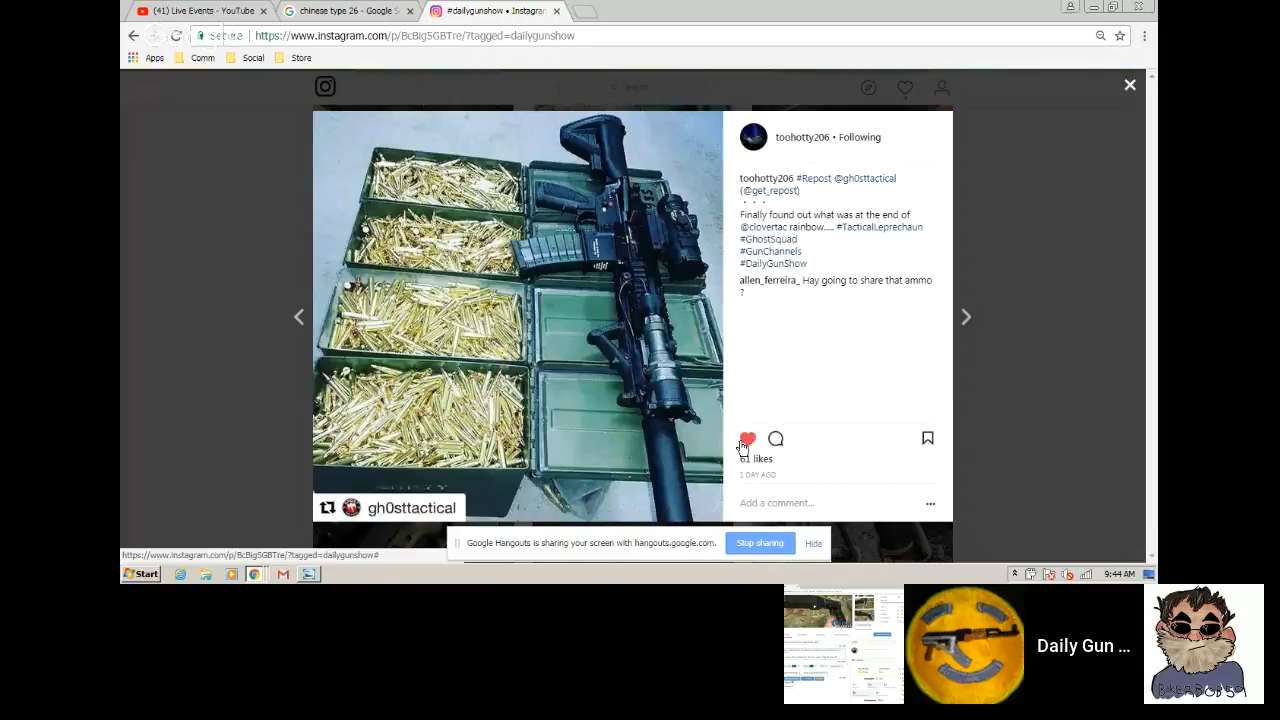 (41) Live Events - YouTube
chinese type 26 - Google S
#dailygunshow • Instagram
Secure
https://www.instagram.com/p/BcBig5GBTre/?tagged=dailygunshow
Apps
Comm
Social
Store
toohotty206 • Following
toohotty206 #Repost @gh0sttactical
(@get_repost)
・・・
Finally found out what was at the end of
@clovertac rainbow.... #TacticalLeprechaun
#GhostSquad
#GunChannels
#DailyGunShow
allen_ferreira_ Hay going to share that ammo
?
61 likes
1 DAY AGO
Add a comment...
gh0sttactical
Google Hangouts is sharing your screen with hangouts.google.com.
Stop sharing
Hide
https://www.instagram.com/p/BcBig5GBTre/?tagged=dailygunshow#
Start
9:44 AM
Daily Gun ...